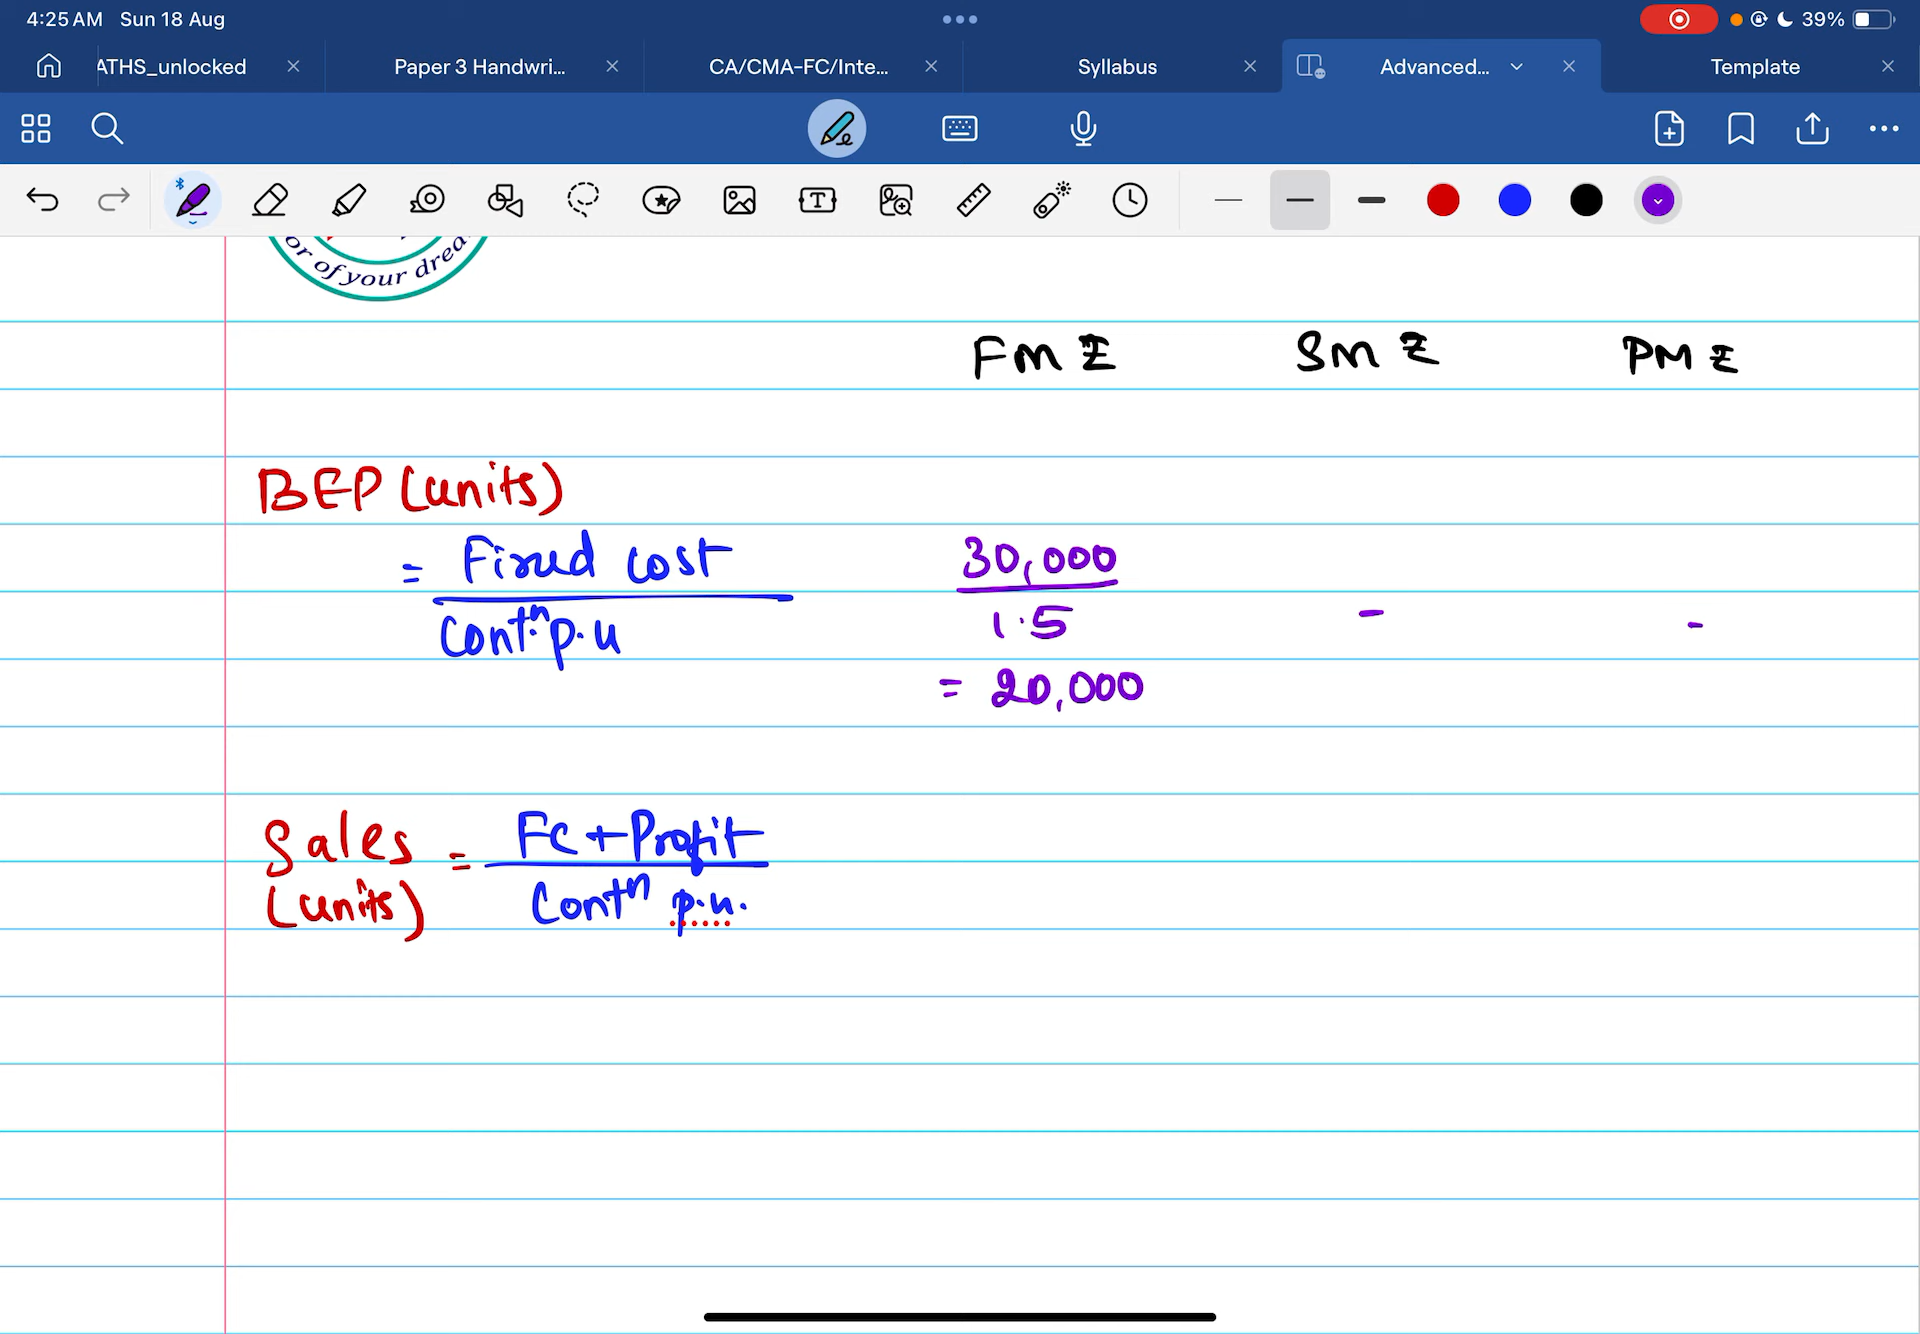 4:25 AM Sun 18 Aug
39%
ATHS_unlocked
Paper 3 Handwri...
CA/CMA-FC/Inte...
Syllabus
Advanced...
Template
or of your drea
FM Z
SM Z
PM Z
BEP (units)
= Fixed cost
Contⁿ p.u
30,000
1.5
= 20,000
-
-
Sales (units) = FC + Profit
Contⁿ p.u.